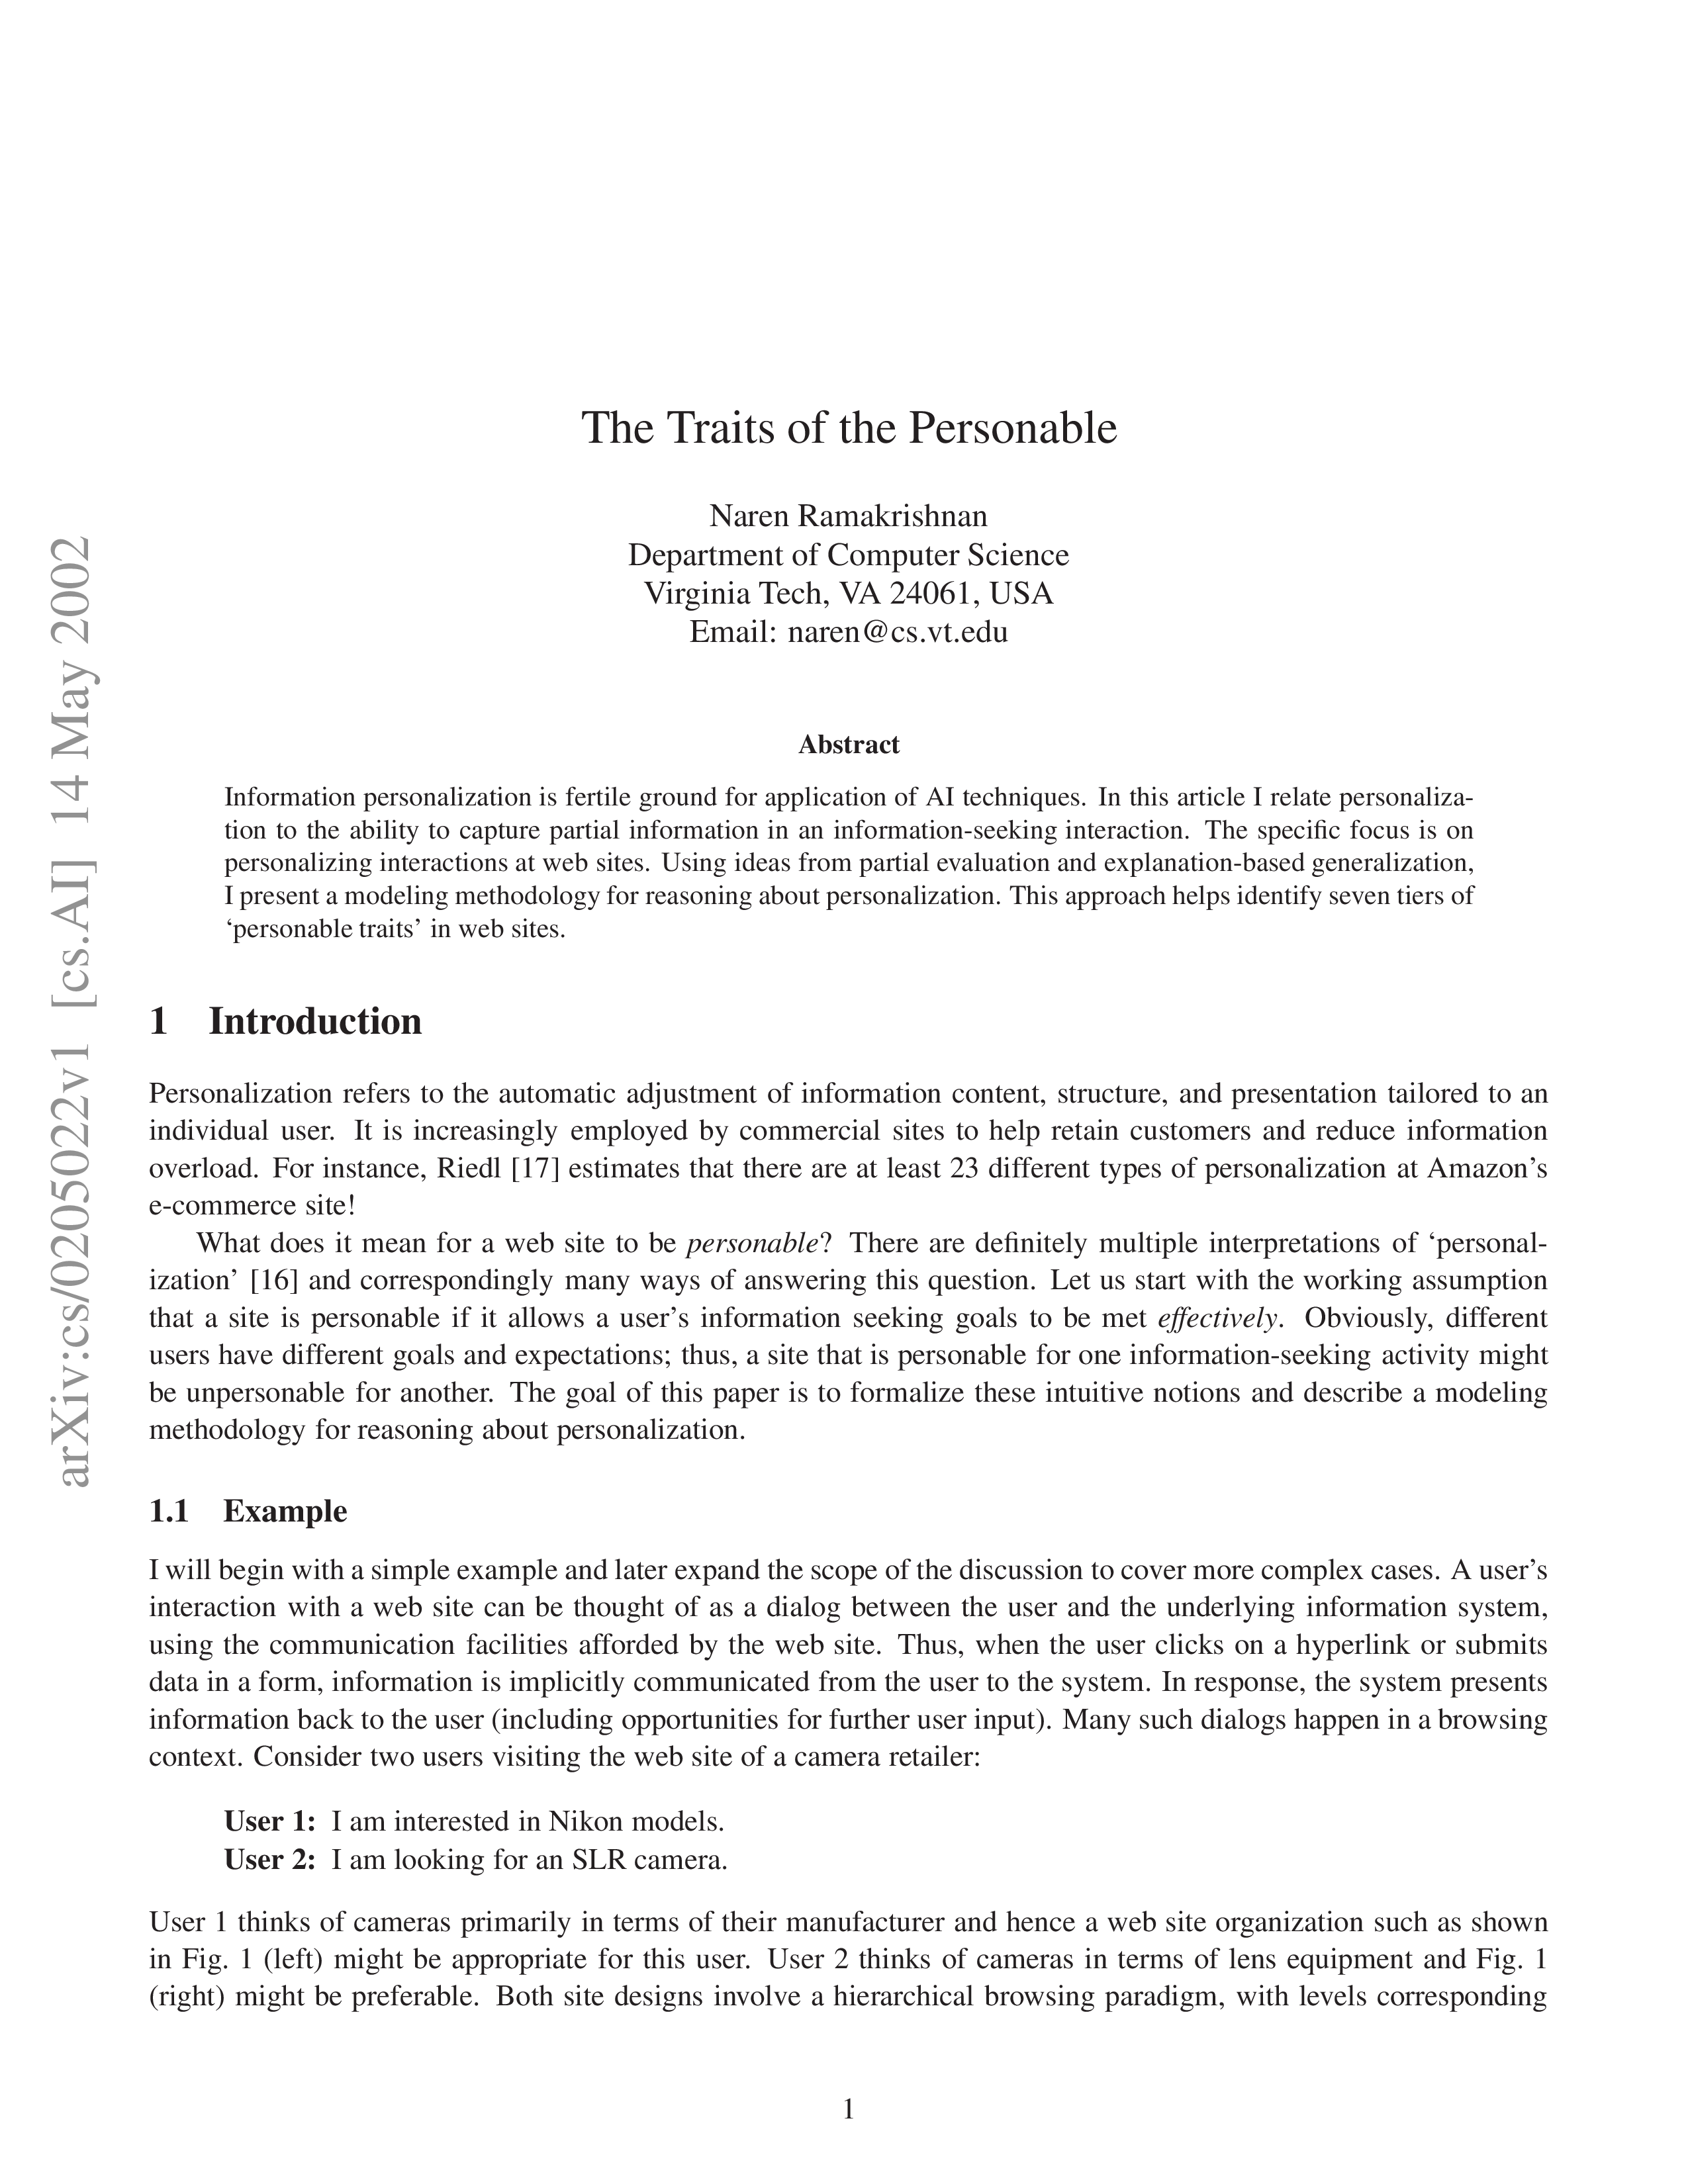 The Traits of the Personable
Naren Ramakrishnan
Department of Computer Science
Virginia Tech, VA 24061, USA
Email: naren@cs.vt.edu
Abstract
Information personalization is fertile ground for application of AI techniques. In this article I relate personaliza-
tion to the ability to capture partial information in an information-seeking interaction. The specific focus is on
personalizing interactions at web sites. Using ideas from partial evaluation and explanation-based generalization,
I present a modeling methodology for reasoning about personalization. This approach helps identify seven tiers of
‘personable traits’ in web sites.
1 Introduction
Personalization refers to the automatic adjustment of information content, structure, and presentation tailored to an
individual user. It is increasingly employed by commercial sites to help retain customers and reduce information
overload. For instance, Riedl [17] estimates that there are at least 23 different types of personalization at Amazon’s
e-commerce site!
What does it mean for a web site to be personable? There are definitely multiple interpretations of ‘personal-
ization’ [16] and correspondingly many ways of answering this question. Let us start with the working assumption
that a site is personable if it allows a user’s information seeking goals to be met effectively. Obviously, different
users have different goals and expectations; thus, a site that is personable for one information-seeking activity might
be unpersonable for another. The goal of this paper is to formalize these intuitive notions and describe a modeling
methodology for reasoning about personalization.
1.1 Example
I will begin with a simple example and later expand the scope of the discussion to cover more complex cases. A user’s
interaction with a web site can be thought of as a dialog between the user and the underlying information system,
using the communication facilities afforded by the web site. Thus, when the user clicks on a hyperlink or submits
data in a form, information is implicitly communicated from the user to the system. In response, the system presents
information back to the user (including opportunities for further user input). Many such dialogs happen in a browsing
context. Consider two users visiting the web site of a camera retailer:
User 1: I am interested in Nikon models.
User 2: I am looking for an SLR camera.
User 1 thinks of cameras primarily in terms of their manufacturer and hence a web site organization such as shown
in Fig. 1 (left) might be appropriate for this user. User 2 thinks of cameras in terms of lens equipment and Fig. 1
(right) might be preferable. Both site designs involve a hierarchical browsing paradigm, with levels corresponding
1
arXiv:cs/0205022v1 [cs.AI] 14 May 2002